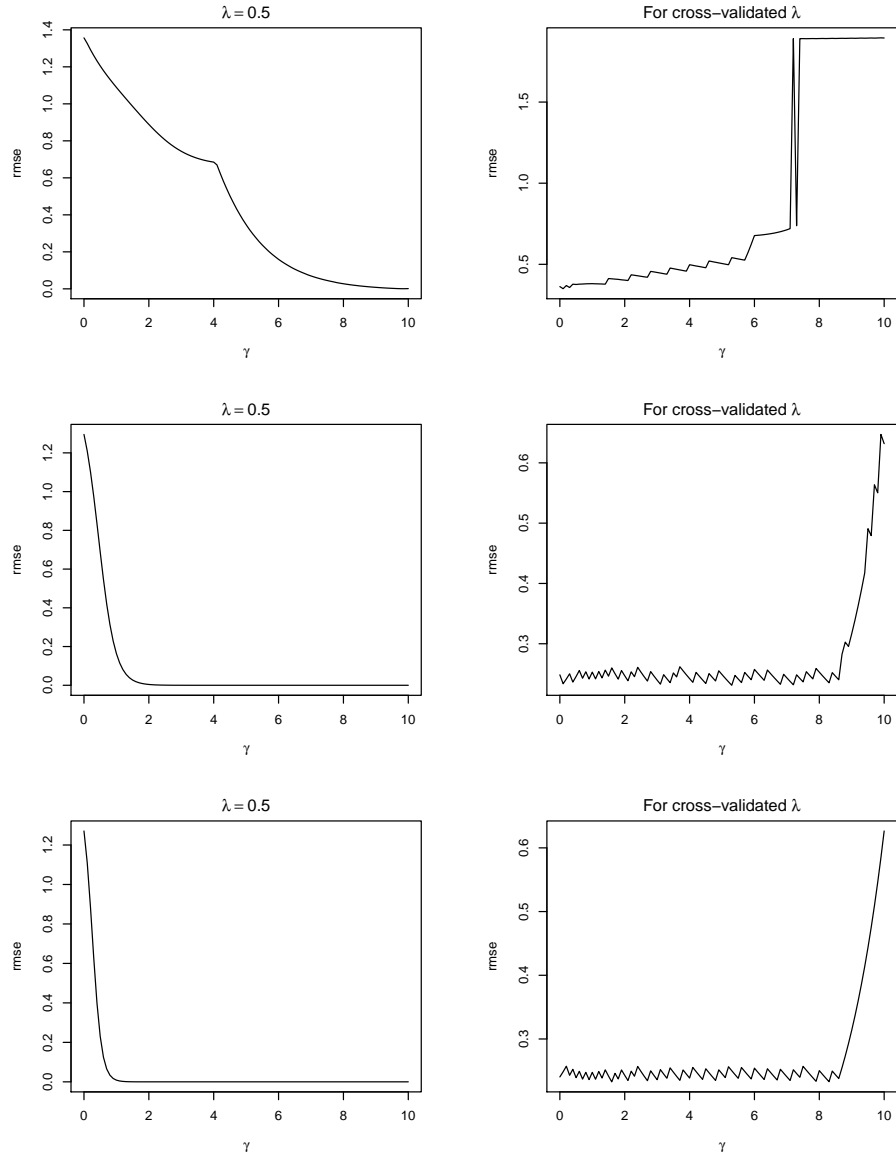 λ = 0.5
rmse
0.0 0.2 0.4 0.6 0.8 1.0 1.2 1.4
0 2 4 6 8 10
γ
For cross−validated λ
rmse
0.5 1.0 1.5
0 2 4 6 8 10
γ
λ = 0.5
rmse
0.0 0.2 0.4 0.6 0.8 1.0 1.2
0 2 4 6 8 10
γ
For cross−validated λ
rmse
0.3 0.4 0.5 0.6
0 2 4 6 8 10
γ
λ = 0.5
rmse
0.0 0.2 0.4 0.6 0.8 1.0 1.2
0 2 4 6 8 10
γ
For cross−validated λ
rmse
0.3 0.4 0.5 0.6
0 2 4 6 8 10
γ